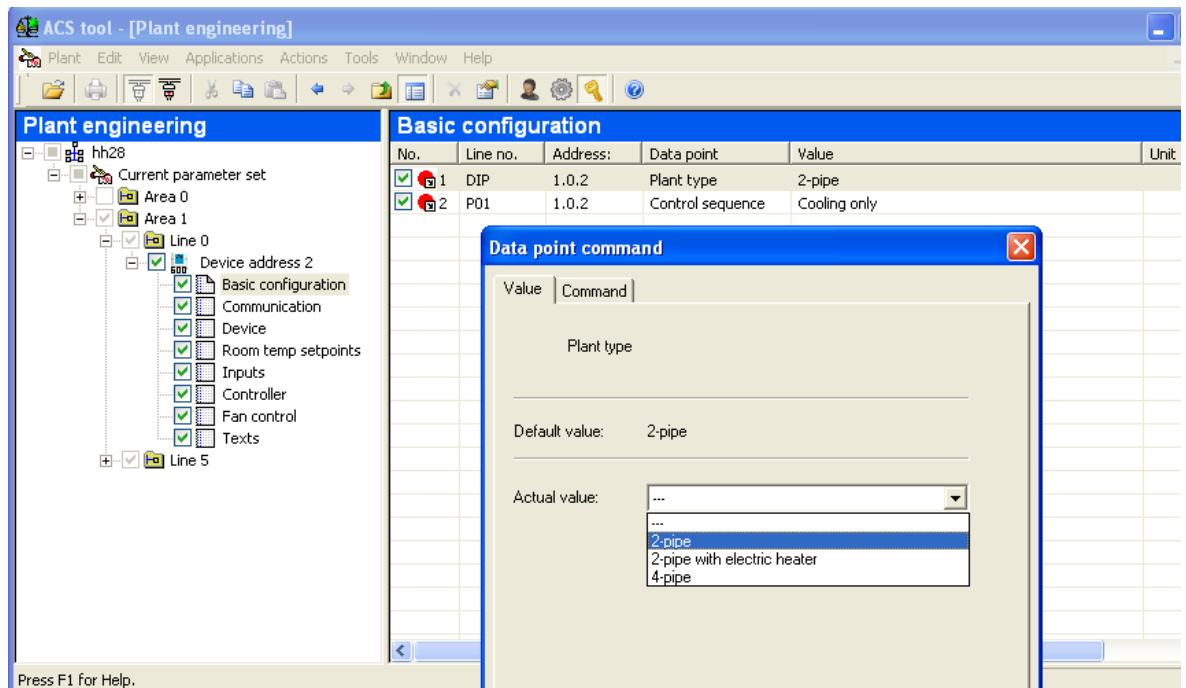 ACS tool - [Plant engineering]
Plant Edit View Applications Actions Tools Window Help
Plant engineering
hh28
Current parameter set
Area 0
Area 1
Line 0
600
Device address 2
Basic configuration
Communication
Device
Room temp setpoints
Inputs
Controller
Fan control
Texts
Line 5
Basic configuration
No. Line no. Address: Data point Value Unit
1 DIP 1.0.2 Plant type 2-pipe
2 P01 1.0.2 Control sequence Cooling only
Data point command
Value Command
Plant type
Default value: 2-pipe
Actual value: ---
---
2-pipe
2-pipe with electric heater
4-pipe
Press F1 for Help.